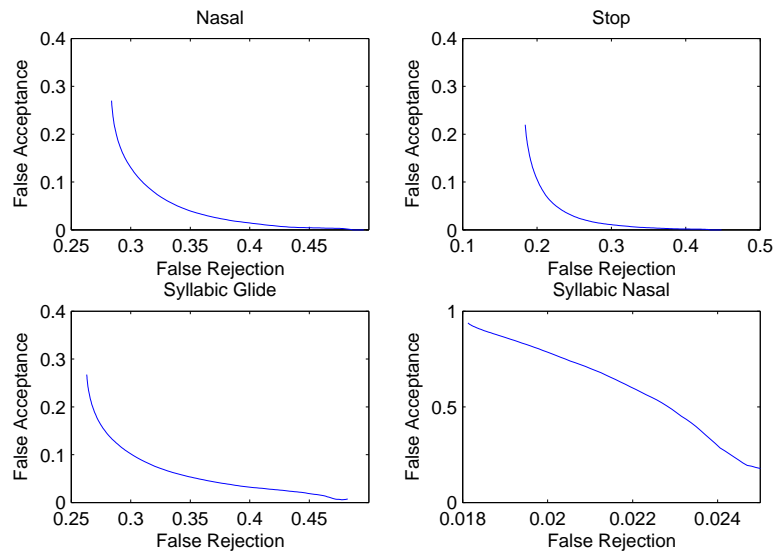 Nasal
0.4
0.3
0.2
0.1
0
False Acceptance
0.25 0.3 0.35 0.4 0.45
False Rejection
Stop
0.4
0.3
0.2
0.1
0
False Acceptance
0.1 0.2 0.3 0.4 0.5
False Rejection
Syllabic Glide
0.4
0.3
0.2
0.1
0
False Acceptance
0.25 0.3 0.35 0.4 0.45
False Rejection
Syllabic Nasal
1
0.5
0
False Acceptance
0.018 0.02 0.022 0.024
False Rejection